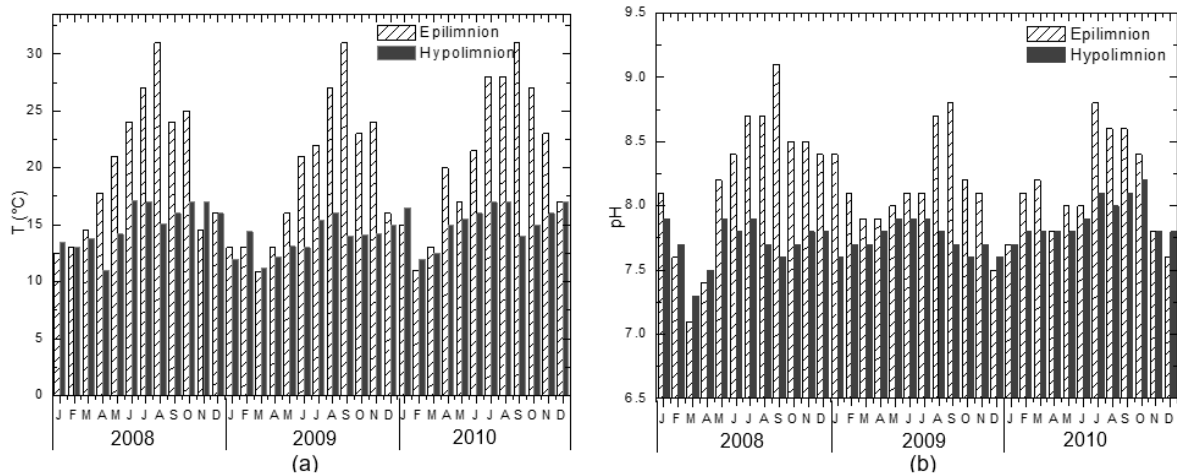 Epilimnion
Hypolimnion
T (°C)
30
25
20
15
10
5
0
J F M A M J J A S O N D J F M A M J J A S O N D J F M A M J J A S O N D
2008 2009 2010
(a)
Epilimnion
Hypolimnion
pH
9.5
9.0
8.5
8.0
7.5
7.0
6.5
J F M A M J J A S O N D J F M A M J J A S O N D J F M A M J J A S O N D
2008 2009 2010
(b)